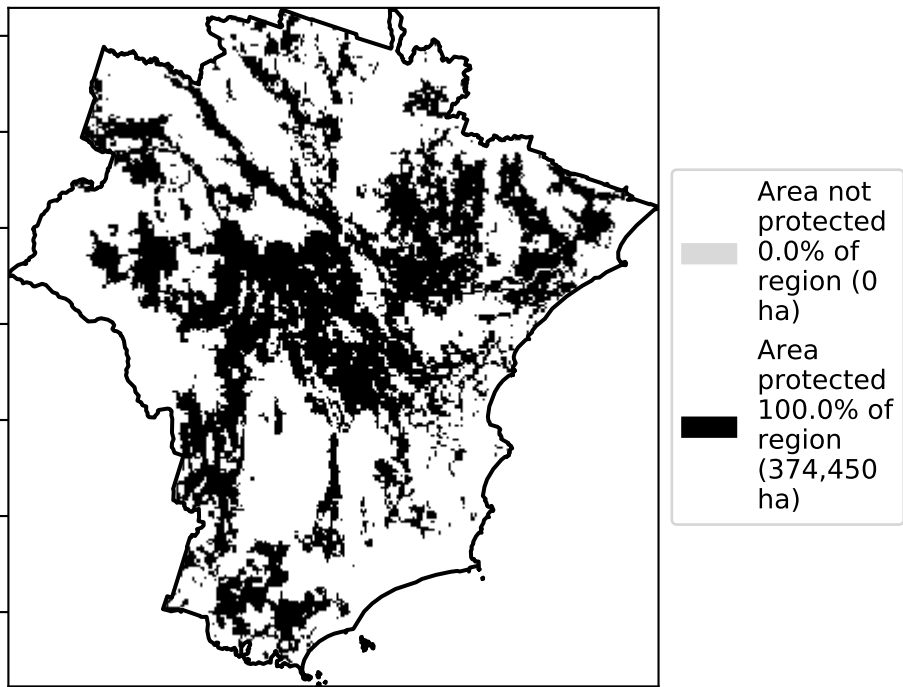 Area not
protected
0.0% of
region (0
ha)
Area
protected
100.0% of
region
(374,450
ha)